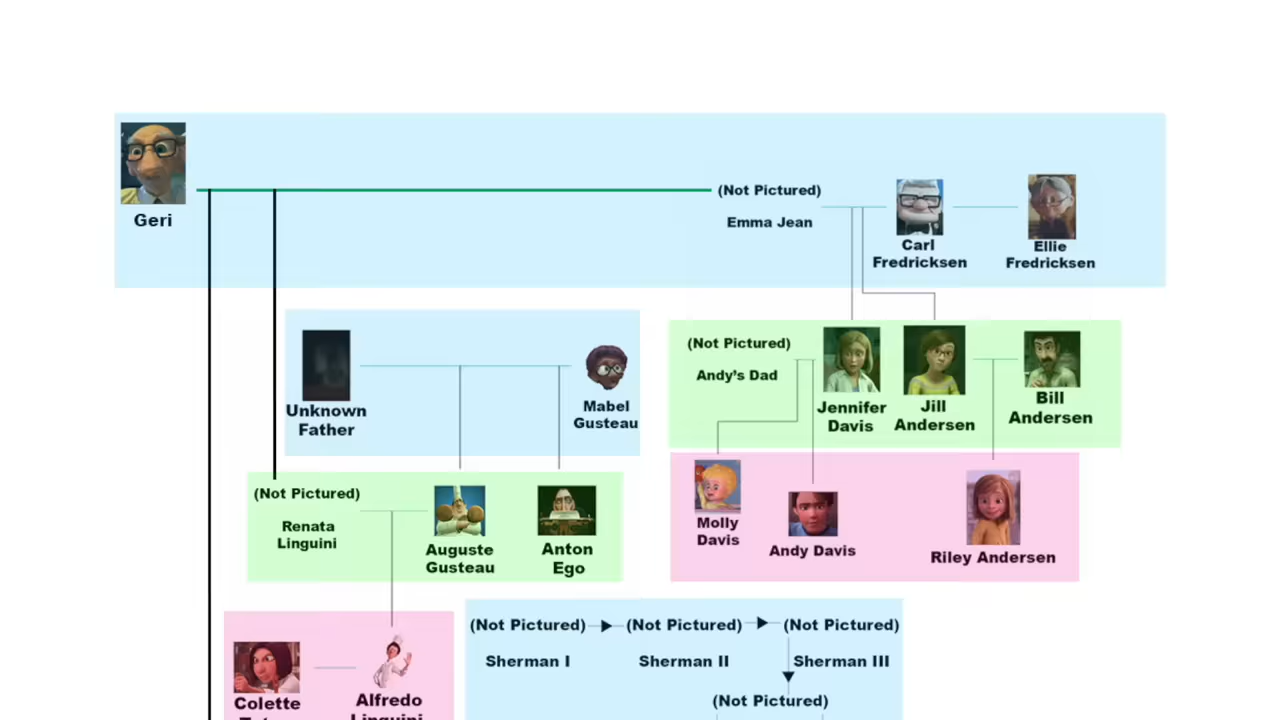 Geri
(Not Pictured)
Emma Jean
Carl
Fredricksen
Ellie
Fredricksen
Unknown
Father
Mabel
Gusteau
(Not Pictured)
Andy’s Dad
Jennifer
Davis
Jill
Andersen
Bill
Andersen
(Not Pictured)
Renata
Linguini
Auguste
Gusteau
Anton
Ego
Molly
Davis
Andy Davis
Riley Andersen
Colette
Alfredo
Linguini
(Not Pictured)
Sherman I
(Not Pictured)
Sherman II
(Not Pictured)
Sherman III
(Not Pictured)